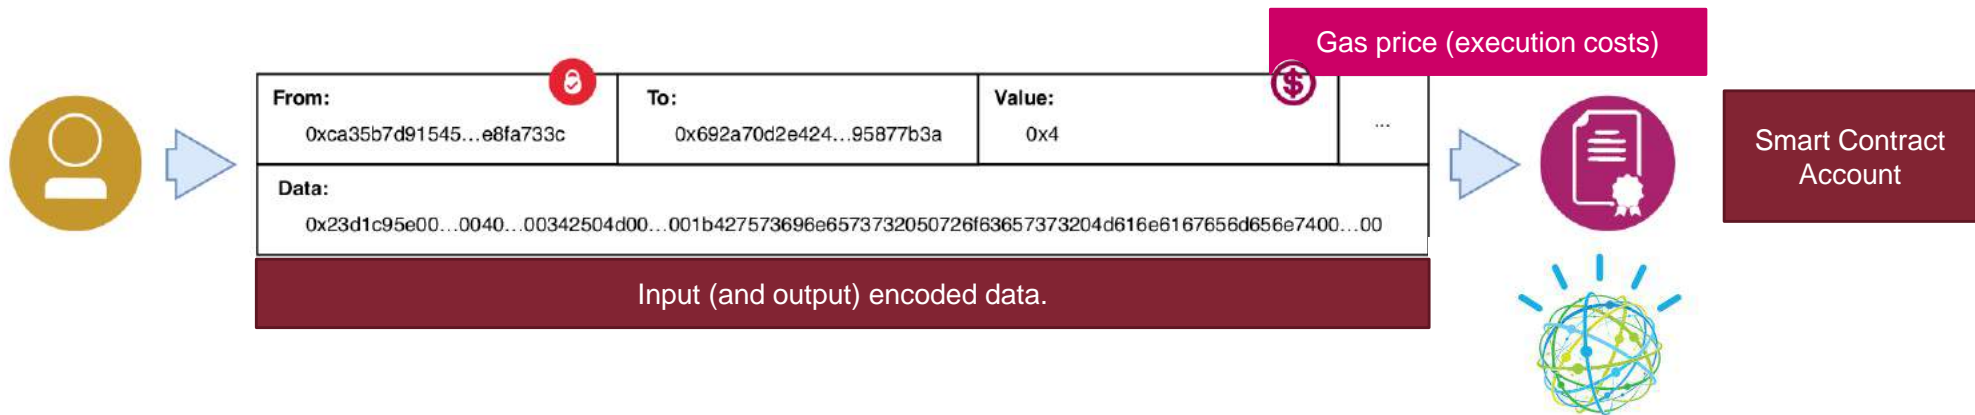 Gas price (execution costs)
From:
To:
Value:
0xca35b7d91545...e8fa733c
0x692a70d2e424...95877b3a
0x4
...
Data:
0x23d1c95e00...0040...00342504d00...001b427573696e6573732050726f63657373204d616e6167656d656e7400...00
Input (and output) encoded data.
Smart Contract
Account